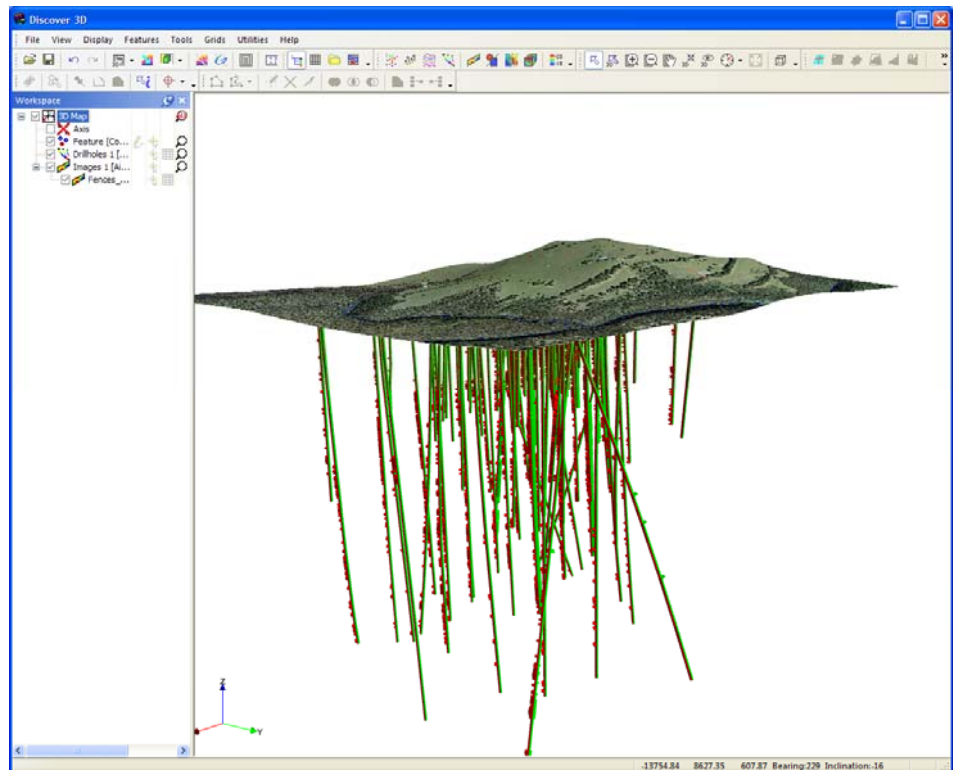 Discover 3D
File View Display Features Tools Grids Utilities Help
Workspace
3D Map
Axis
Feature [Co...
Drillholes 1 [...
Images 1 [Ai...
Fences_...
Z
Y
-13754.84 8627.35 607.87 Bearing:229 Inclination:-16